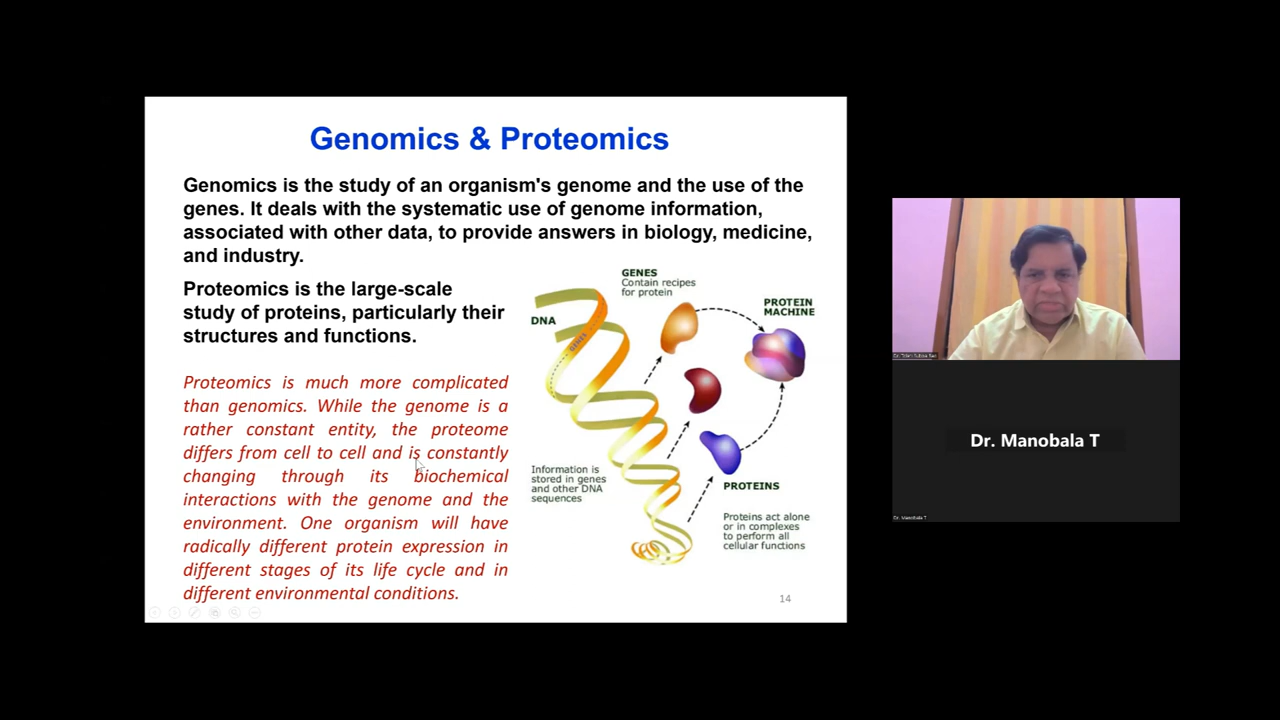 Genomics & Proteomics
Genomics is the study of an organism's genome and the use of the
genes. It deals with the systematic use of genome information,
associated with other data, to provide answers in biology, medicine,
and industry.
Proteomics is the large-scale
study of proteins, particularly their
structures and functions.
Proteomics is much more complicated
than genomics. While the genome is a
rather constant entity, the proteome
differs from cell to cell and is constantly
changing through its biochemical
interactions with the genome and the
environment. One organism will have
radically different protein expression in
different stages of its life cycle and in
different environmental conditions.
GENES
Contain recipes
for protein
DNA
GENES
PROTEIN
MACHINE
Information is
stored in genes
and other DNA
sequences
PROTEINS
Proteins act alone
or in complexes
to perform all
cellular functions
14
Dr. Manobala T
Dr. Manobala T